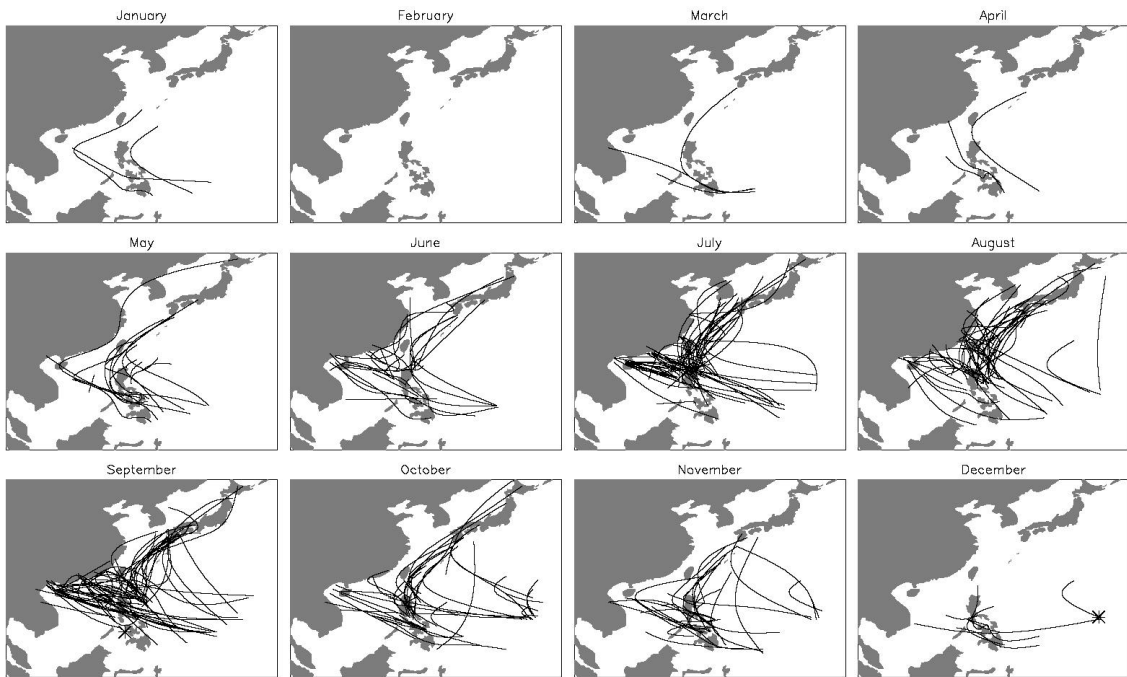 January
February
March
April
May
June
July
August
September
October
November
December